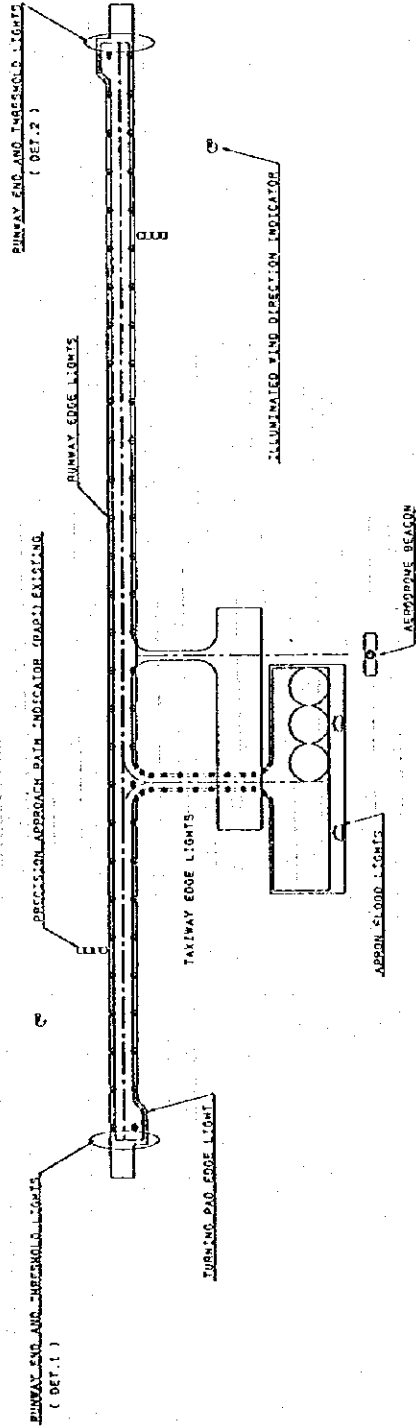 RUNWAY END AND THRESHOLD LIGHTS
( DET.1 )
PRECISION APPROACH PATH INDICATOR (PAPI) EXISTING
RUNWAY EDGE LIGHTS
RUNWAY END AND THRESHOLD LIGHTS
( DET.2 )
TURNING PAD EDGE LIGHT
TAXIWAY EDGE LIGHTS
APRON FLOOD LIGHTS
AERODROME BEACON
ILLUMINATED WIND DIRECTION INDICATOR